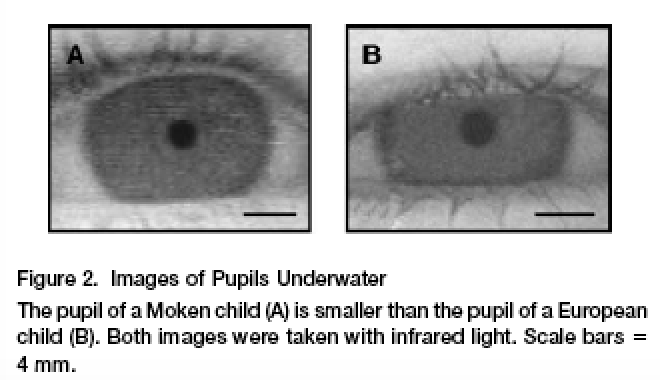 A B
Figure 2. Images of Pupils Underwater
The pupil of a Moken child (A) is smaller than the pupil of a European
child (B). Both images were taken with infrared light. Scale bars =
4 mm.